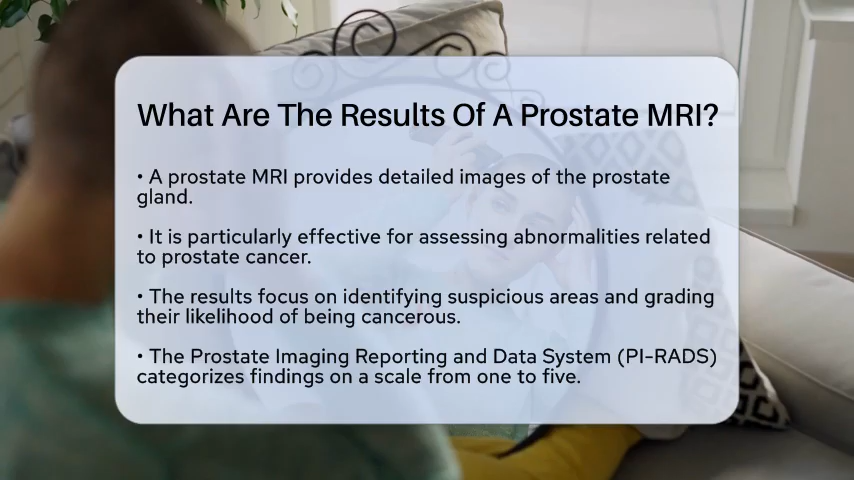 What Are The Results Of A Prostate MRI?
• A prostate MRI provides detailed images of the prostate
gland.
• It is particularly effective for assessing abnormalities related
to prostate cancer.
• The results focus on identifying suspicious areas and grading
their likelihood of being cancerous.
• The Prostate Imaging Reporting and Data System (PI-RADS)
categorizes findings on a scale from one to five.